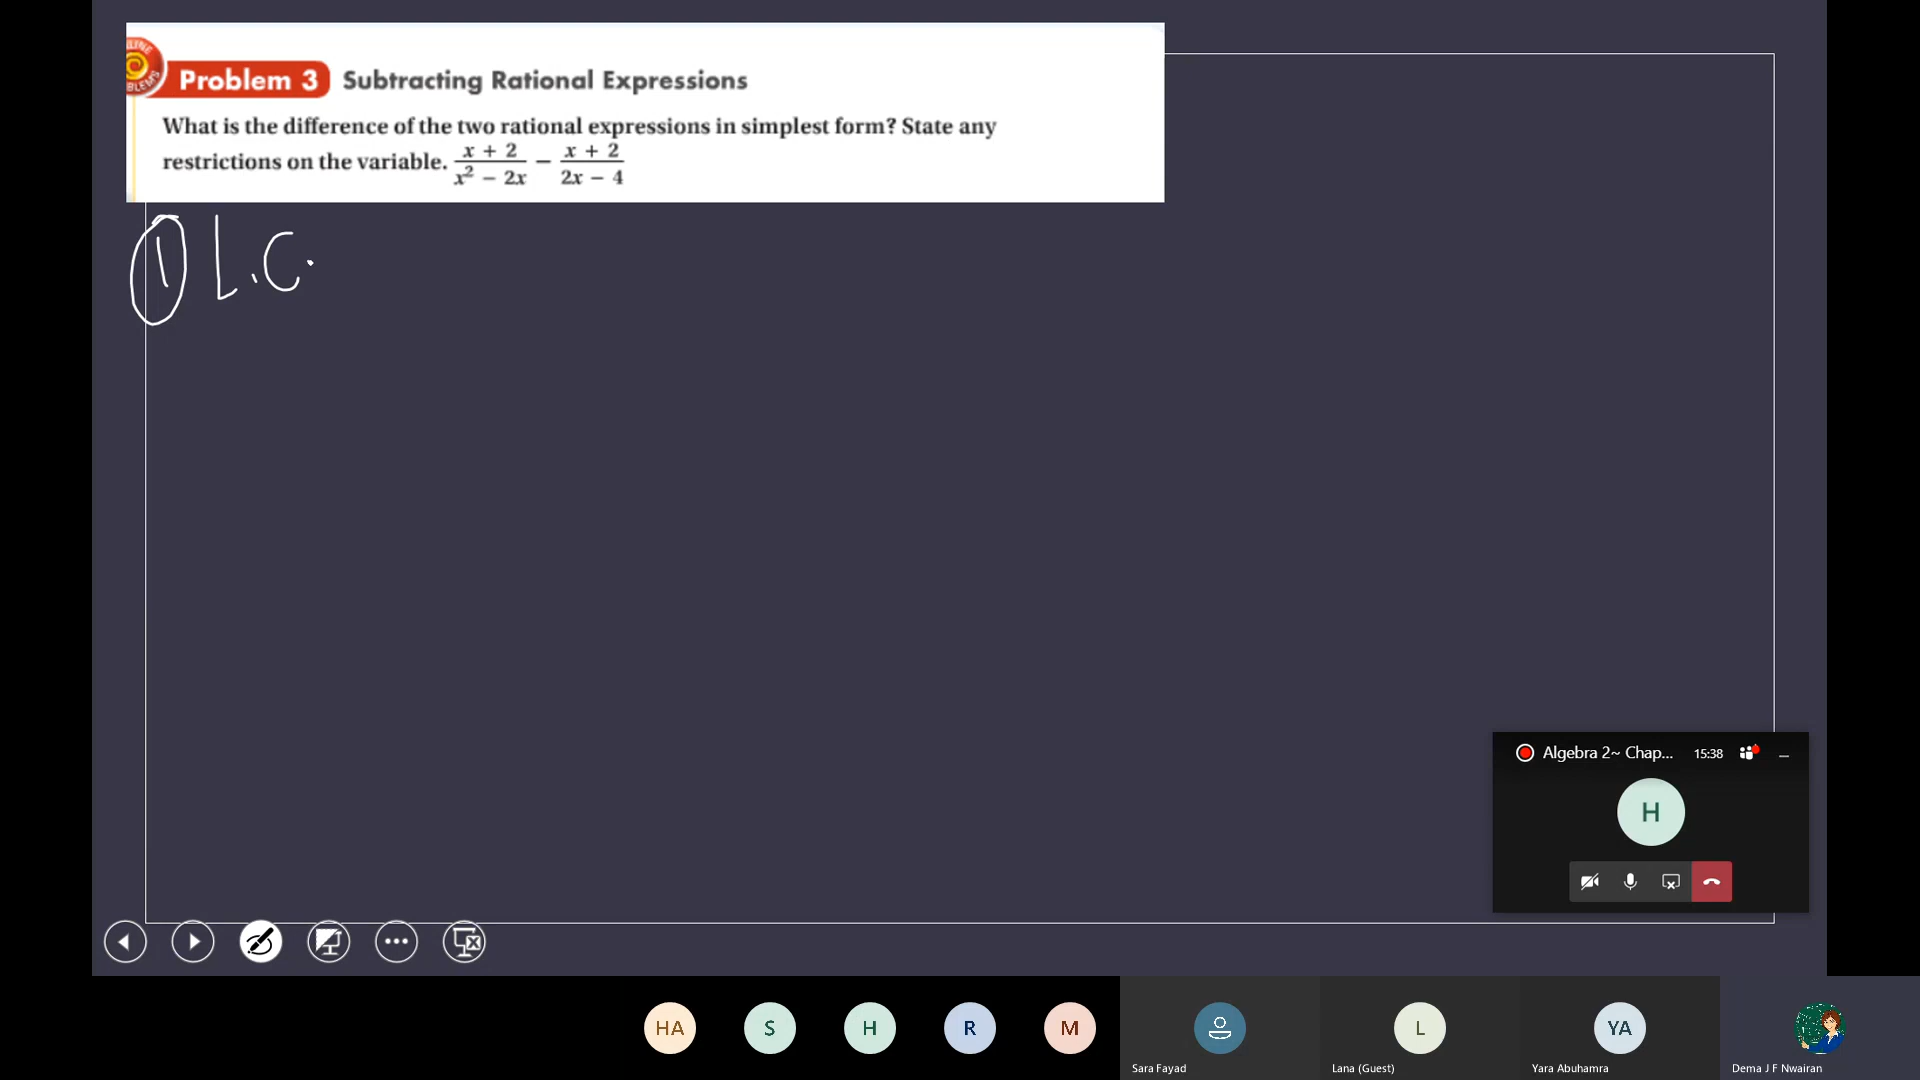 Problem 3 Subtracting Rational Expressions
What is the difference of the two rational expressions in simplest form? State any
restrictions on the variable. (x + 2)/(x² − 2x) − (x + 2)/(2x − 4)
① L.C.
Algebra 2~ Chap... 15:38
H
HA S H R M L YA
Sara Fayad Lana (Guest) Yara Abuhamra Dema J F Nwairan